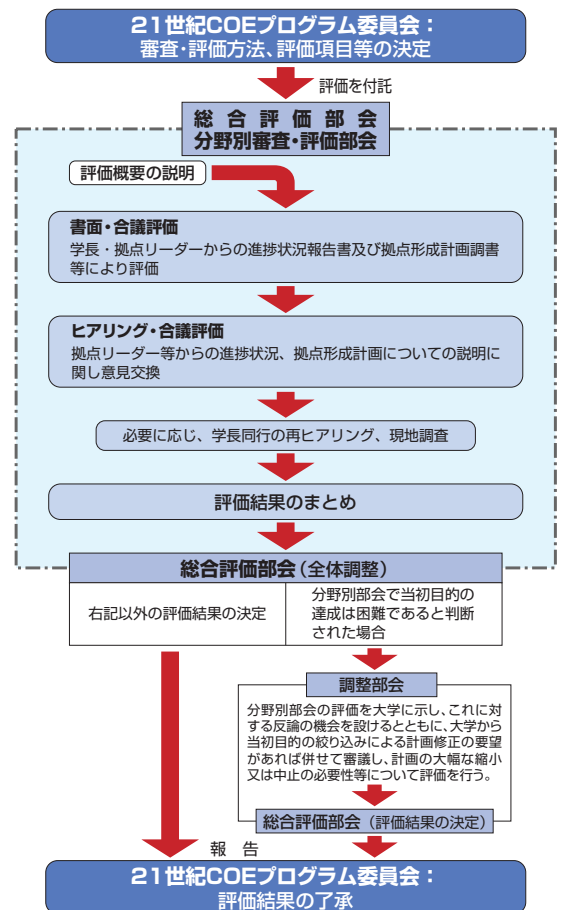 21世紀COEプログラム委員会：
審査・評価方法、評価項目等の決定
評価を付託
総合評価部会
分野別審査・評価部会
評価概要の説明
書面・合議評価
学長・拠点リーダーからの進捗状況報告書及び拠点形成計画調書
等により評価
ヒアリング・合議評価
拠点リーダー等からの進捗状況、拠点形成計画についての説明に
関し意見交換
必要に応じ、学長同行の再ヒアリング、現地調査
評価結果のまとめ
総合評価部会（全体調整）
右記以外の評価結果の決定
分野別部会で当初目的の
達成は困難であると判断
された場合
調整部会
分野別部会の評価を大学に示し、これに対
する反論の機会を設けるとともに、大学から
当初目的の絞り込みによる計画修正の要望
があれば併せて審議し、計画の大幅な縮小
又は中止の必要性等について評価を行う。
総合評価部会（評価結果の決定）
報告
21世紀COEプログラム委員会：
評価結果の了承